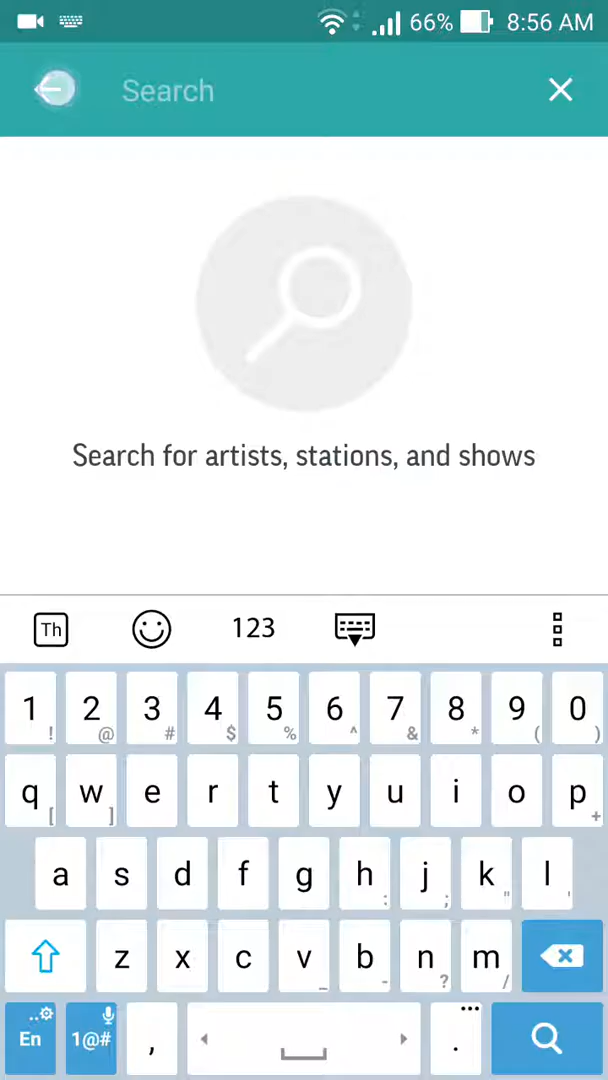 66% 8:56 AM
Search
Search for artists, stations, and shows
Th 123
1 ! 2 @ 3 # 4 $ 5 % 6 ^ 7 & 8 * 9 ( 0 )
q [ w ] e r t y u i o p +
a s d f g h : j ; k " l '
z x c v _ b - n ? m /
En 1@# , . ...